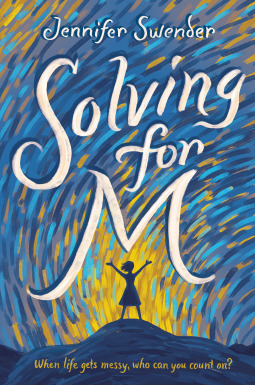 Jennifer Swender
Solving
for
M
When life gets messy, who can you count on?